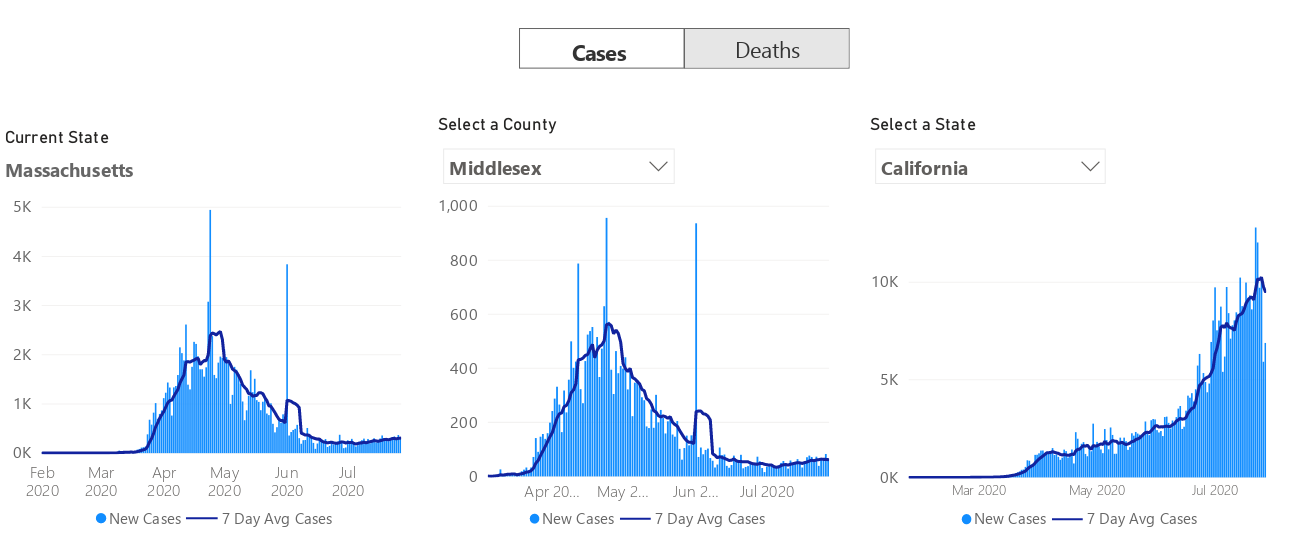 Cases Deaths
Current State
Massachusetts
5K
4K
3K
2K
1K
0K
Feb Mar Apr May Jun Jul
2020 2020 2020 2020 2020 2020
New Cases 7 Day Avg Cases
Select a County
Middlesex
1,000
800
600
400
200
0
Apr 20... May 2... Jun 2... Jul 2020
New Cases 7 Day Avg Cases
Select a State
California
10K
5K
0K
Mar 2020 May 2020 Jul 2020
New Cases 7 Day Avg Cases